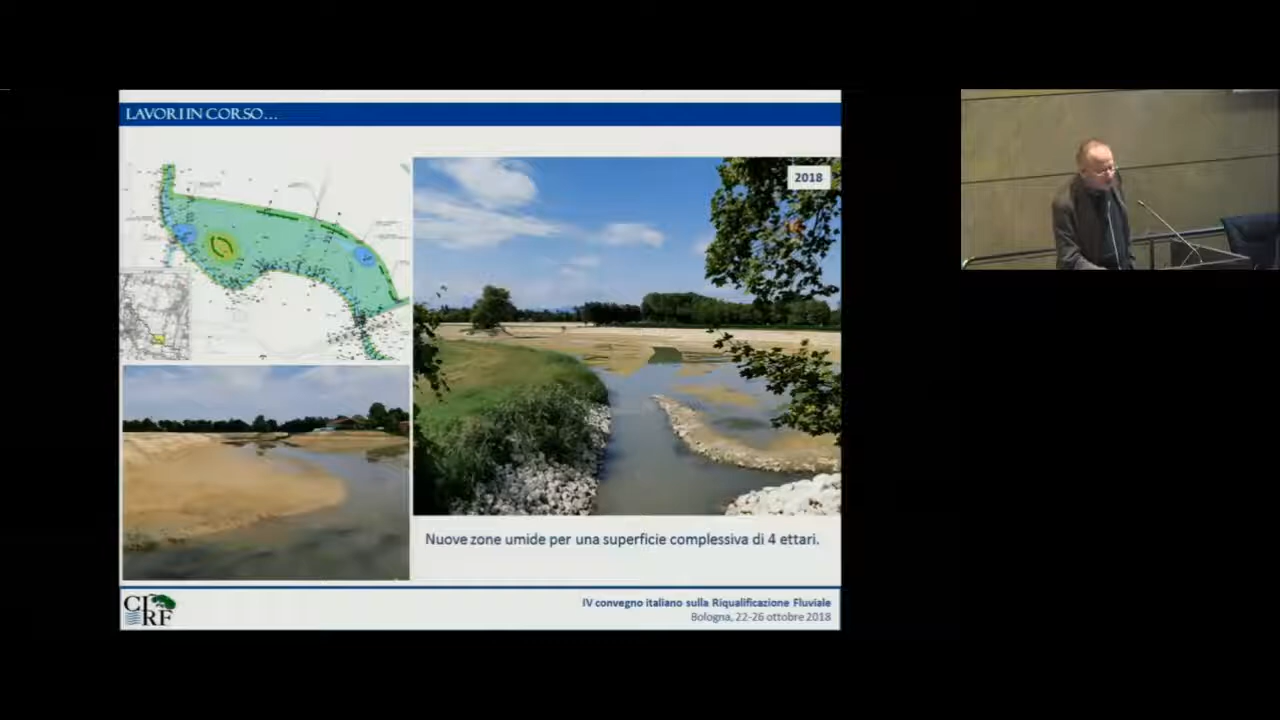 LAVORI IN CORSO...
2018
Nuove zone umide per una superficie complessiva di 4 ettari.
CIRF
IV convegno italiano sulla Riqualificazione Fluviale
Bologna, 22-26 ottobre 2018